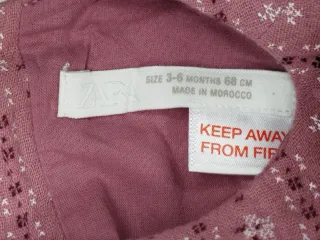 ZARA
SIZE 3-6 MONTHS 68 CM
MADE IN MOROCCO
KEEP AWAY
FROM FIR